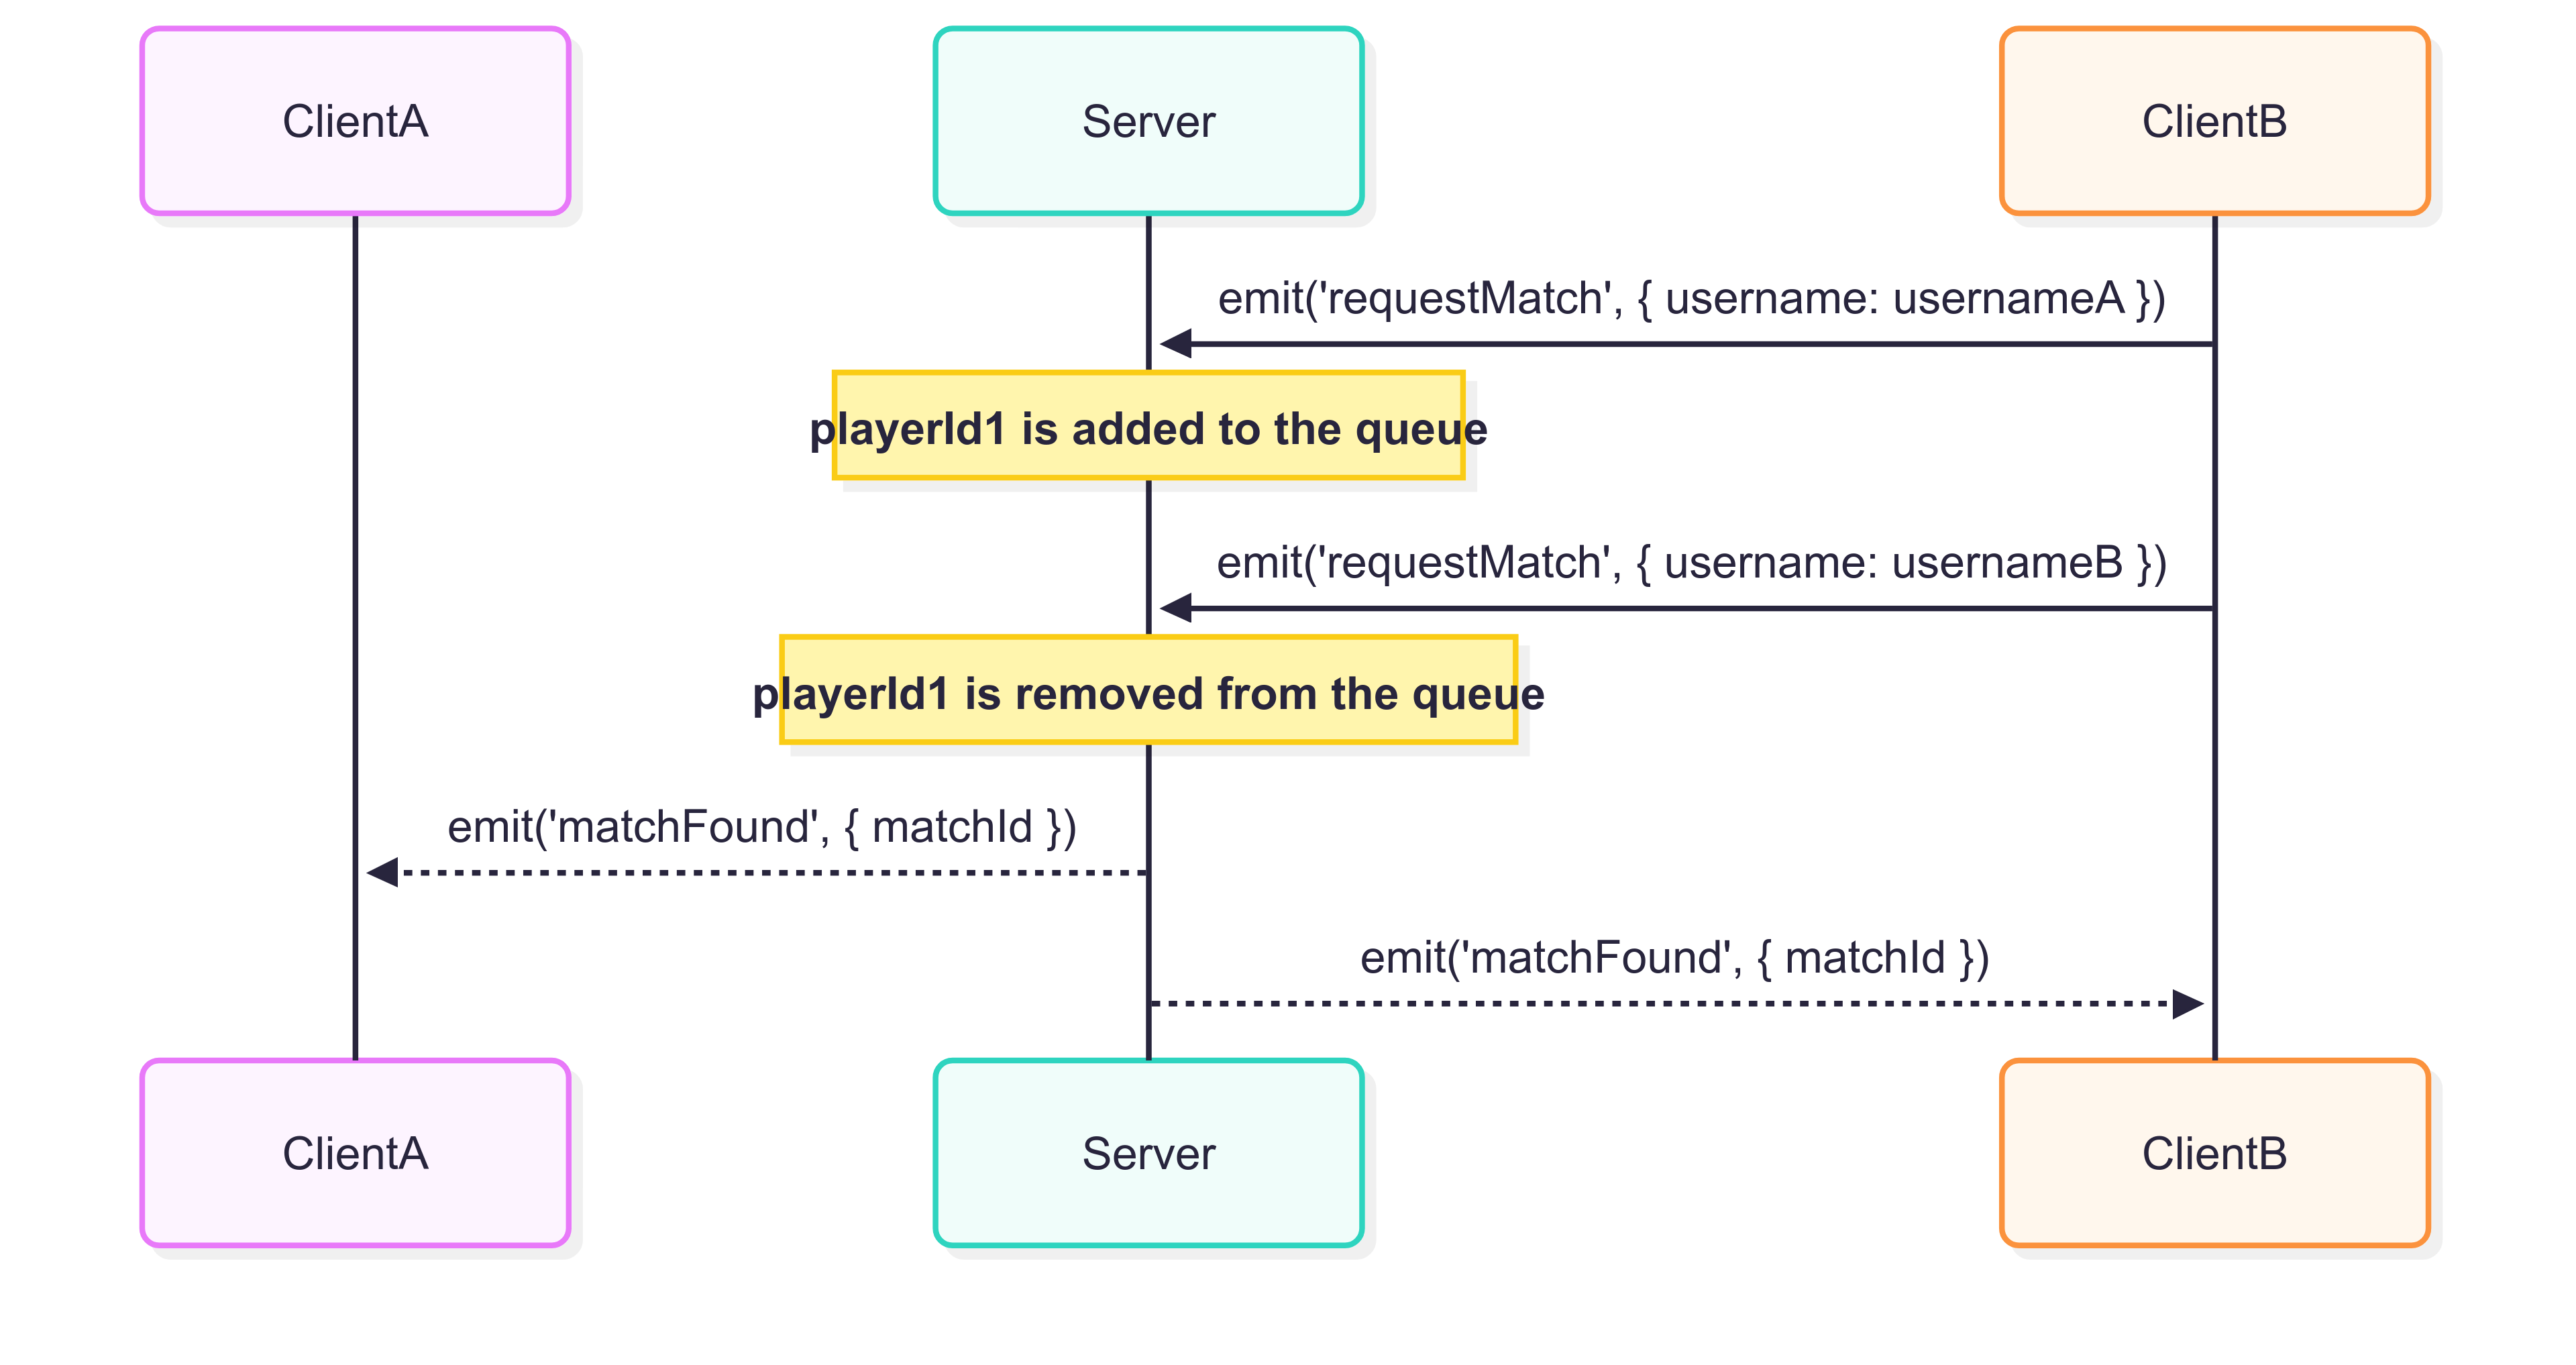 ClientA
Server
ClientB
emit('requestMatch', { username: usernameA })
playerId1 is added to the queue
emit('requestMatch', { username: usernameB })
playerId1 is removed from the queue
emit('matchFound', { matchId })
emit('matchFound', { matchId })
ClientA
Server
ClientB